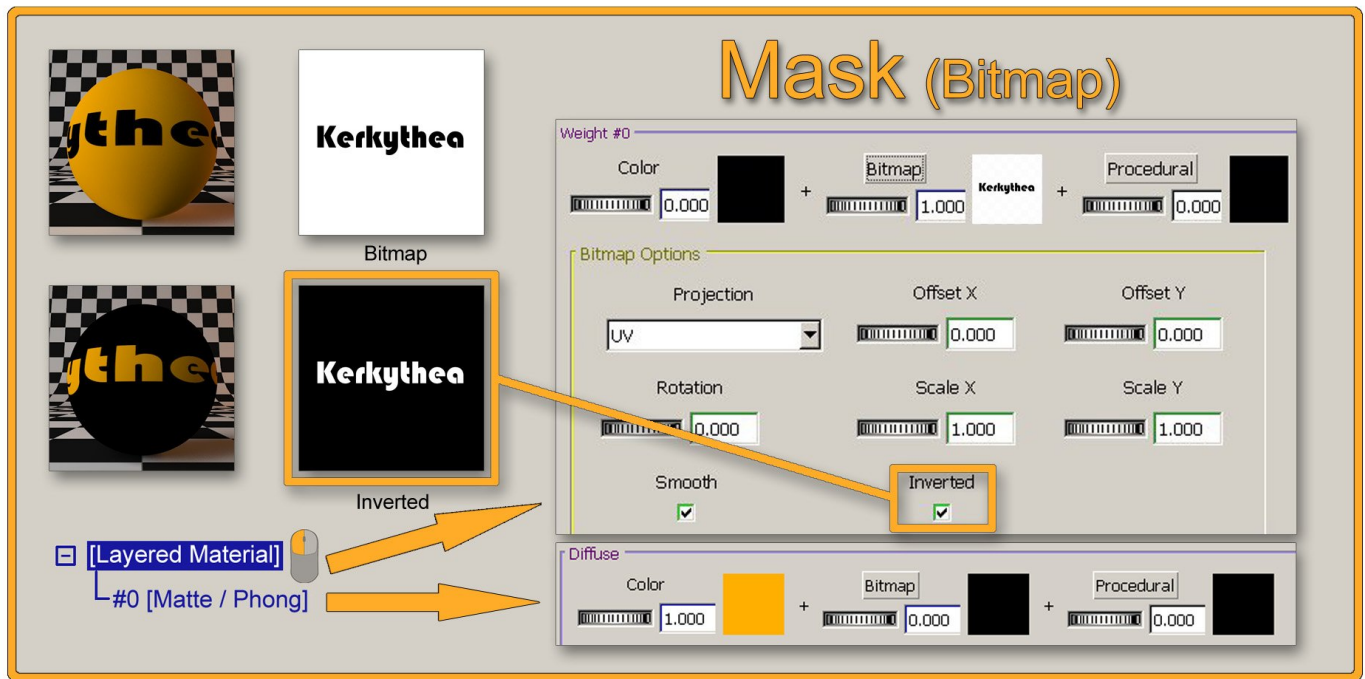 Mask (Bitmap)
ythe
Kerkythea
Bitmap
ythe
Kerkythea
Inverted
[Layered Material]
#0 [Matte / Phong]
Weight #0
Color + Bitmap Kerkythea + Procedural
0.000 1.000 0.000
Bitmap Options
Projection Offset X Offset Y
UV 0.000 0.000
Rotation Scale X Scale Y
0.000 1.000 1.000
Smooth Inverted
Diffuse
Color + Bitmap + Procedural
1.000 0.000 0.000